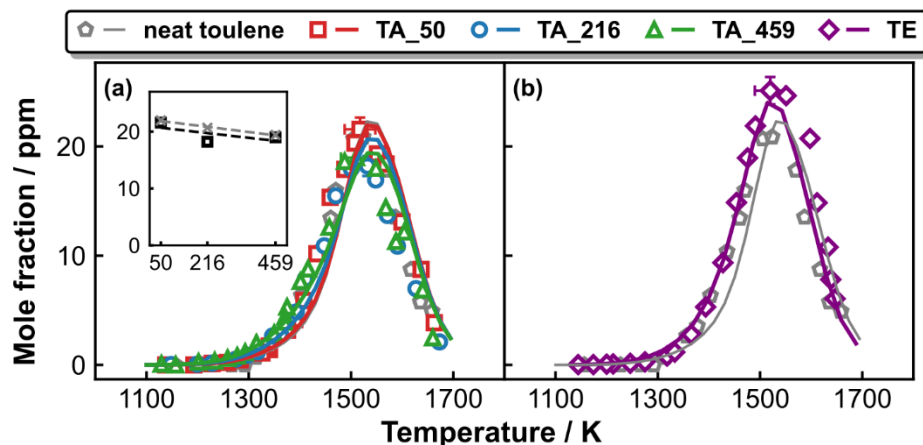 neat toulene TA_50 TA_216 TA_459 TE
(a) (b)
Mole fraction / ppm
20
10
0
20
10
0
50 216 459
1100 1300 1500 1700 1100 1300 1500 1700
Temperature / K